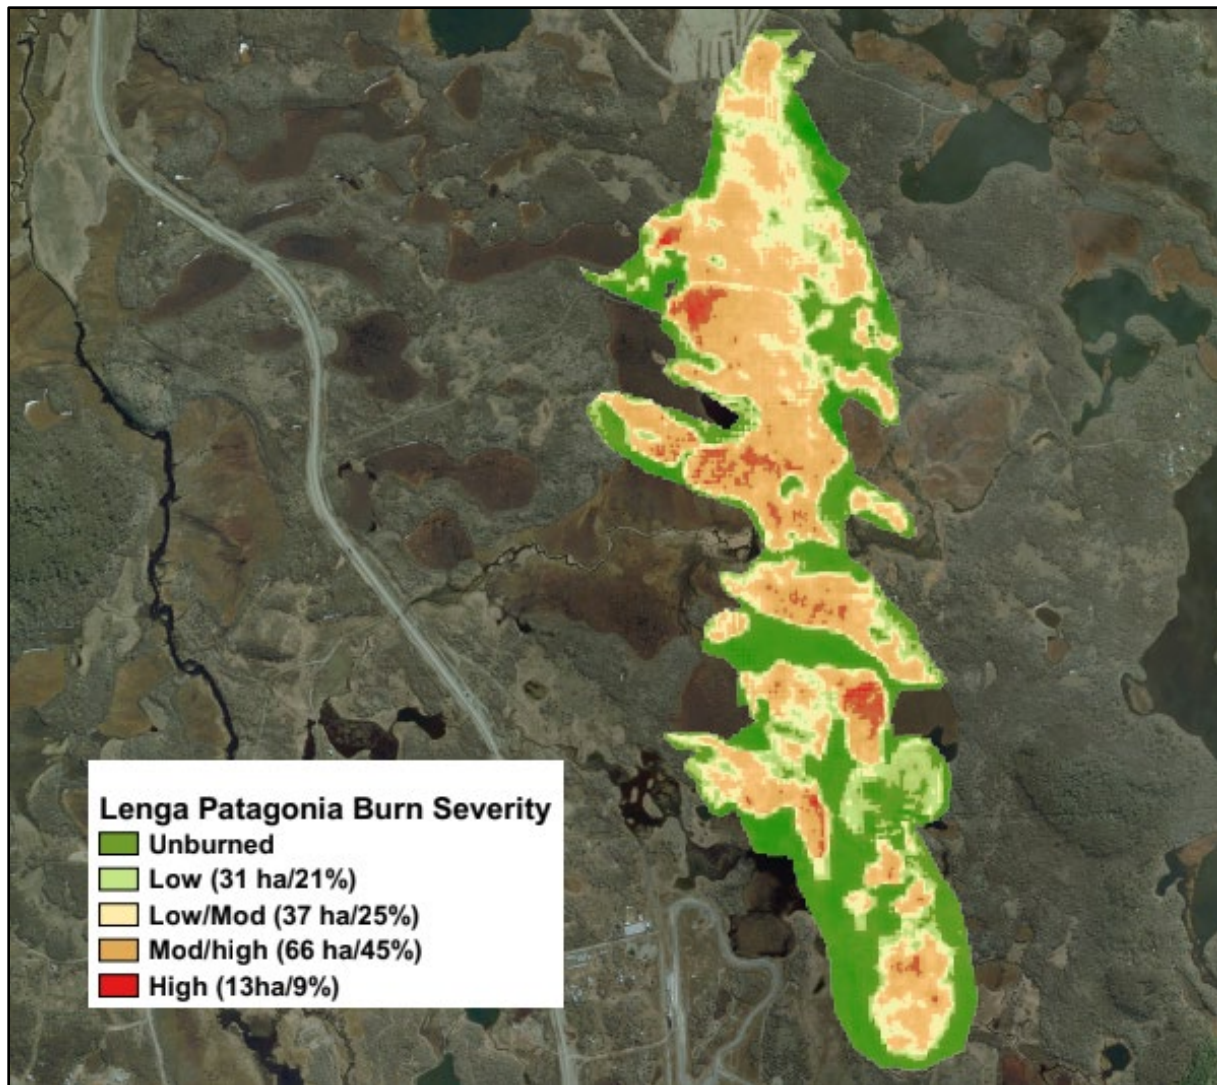 Lenga Patagonia Burn Severity
Unburned
Low (31 ha/21%)
Low/Mod (37 ha/25%)
Mod/high (66 ha/45%)
High (13ha/9%)